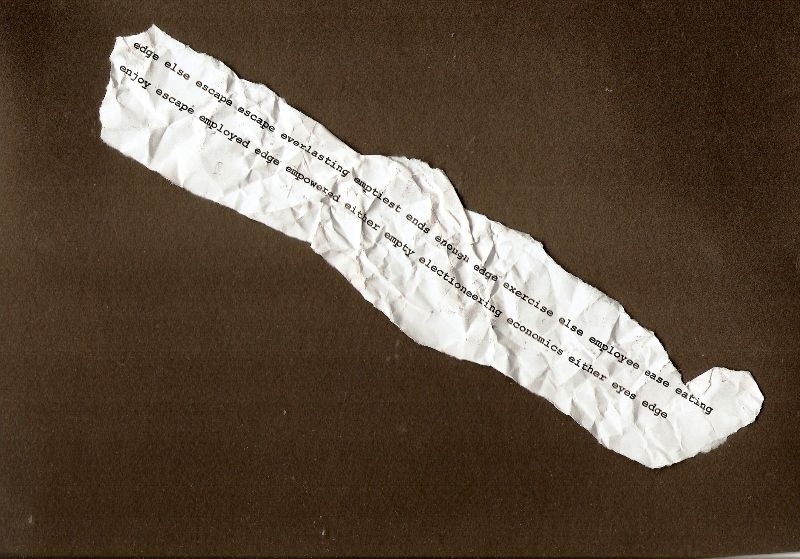 edge else escape escape everlasting emptiest ends enough edge exercise else employee ease eating
enjoy escape employed edge empowered either empty electioneering economics either eyes edge